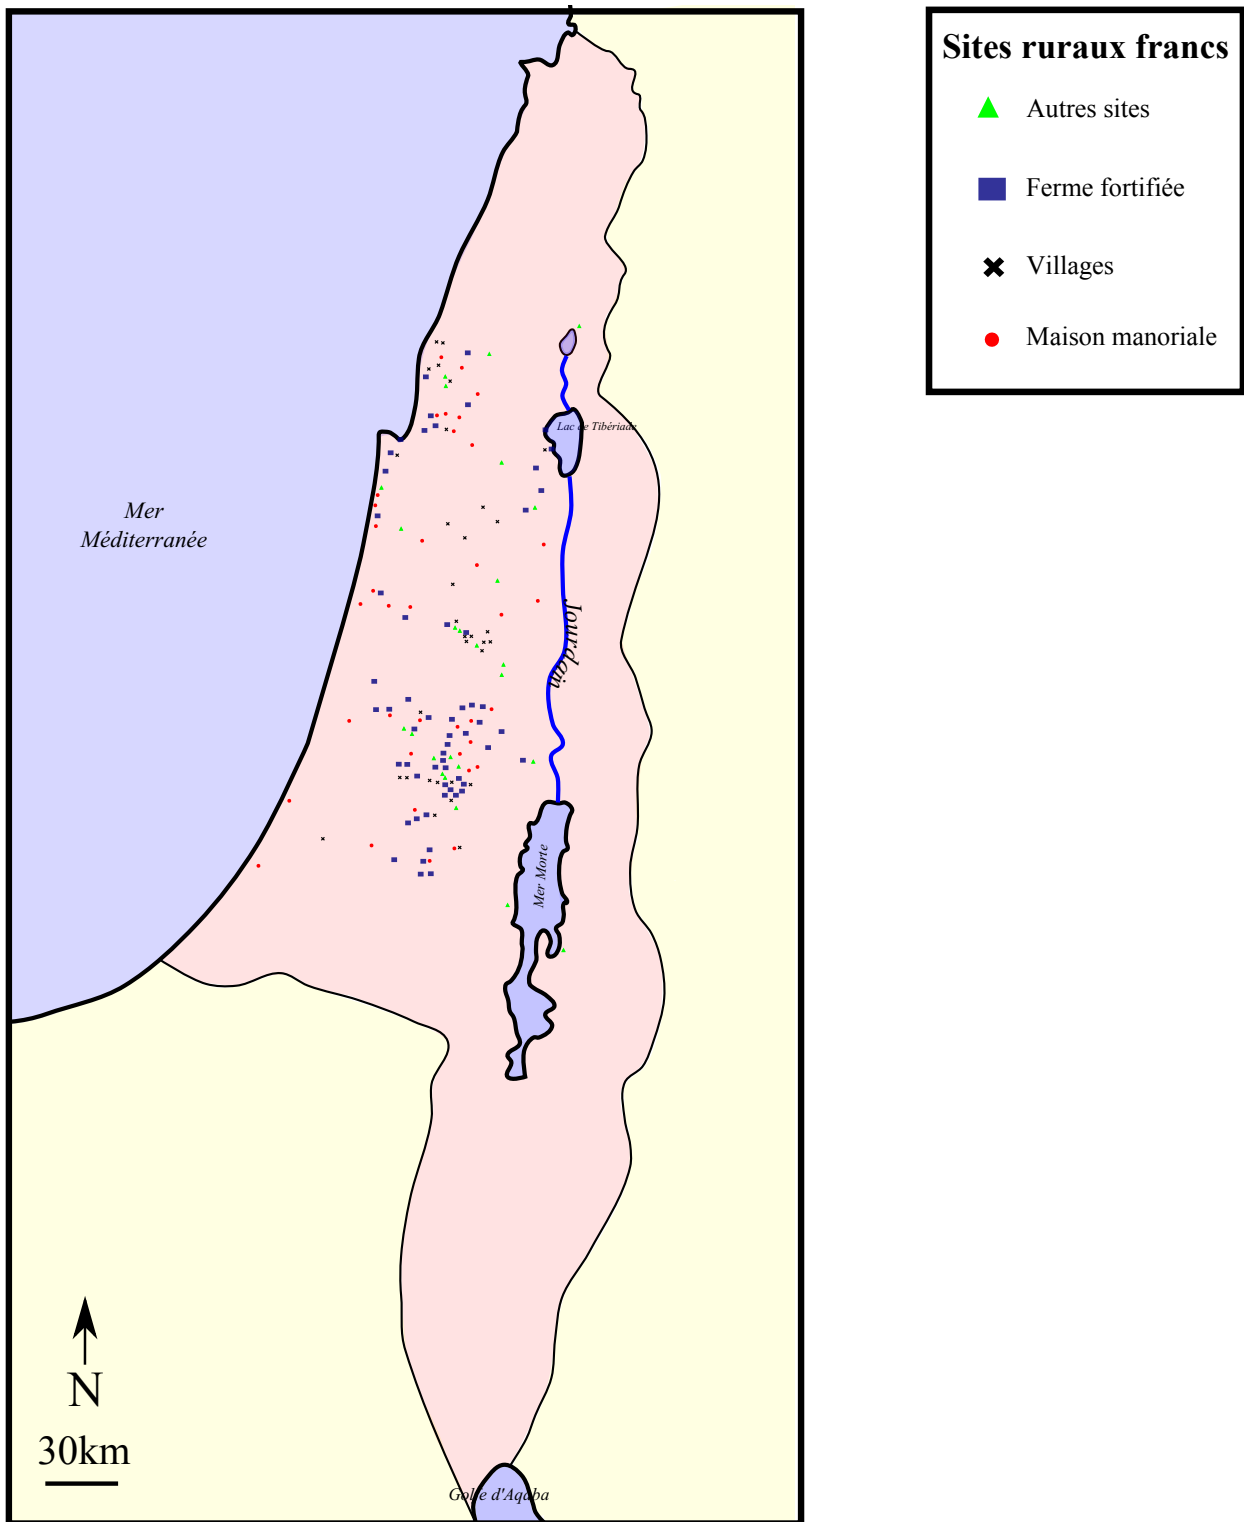 Sites ruraux francs
Autres sites
Ferme fortifiée
Villages
Maison manoriale
Lac de Tibériade
Mer
Méditerranée
Jourdain
Mer Morte
N
30km
Golfe d'Aqaba